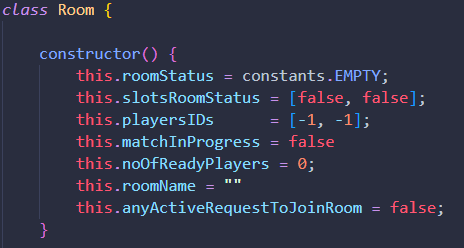 class Room {
constructor() {
this.roomStatus = constants.EMPTY;
this.slotsRoomStatus = [false, false];
this.playersIDs      = [-1, -1];
this.matchInProgress = false
this.noOfReadyPlayers = 0;
this.roomName = ""
this.anyActiveRequestToJoinRoom = false;
}